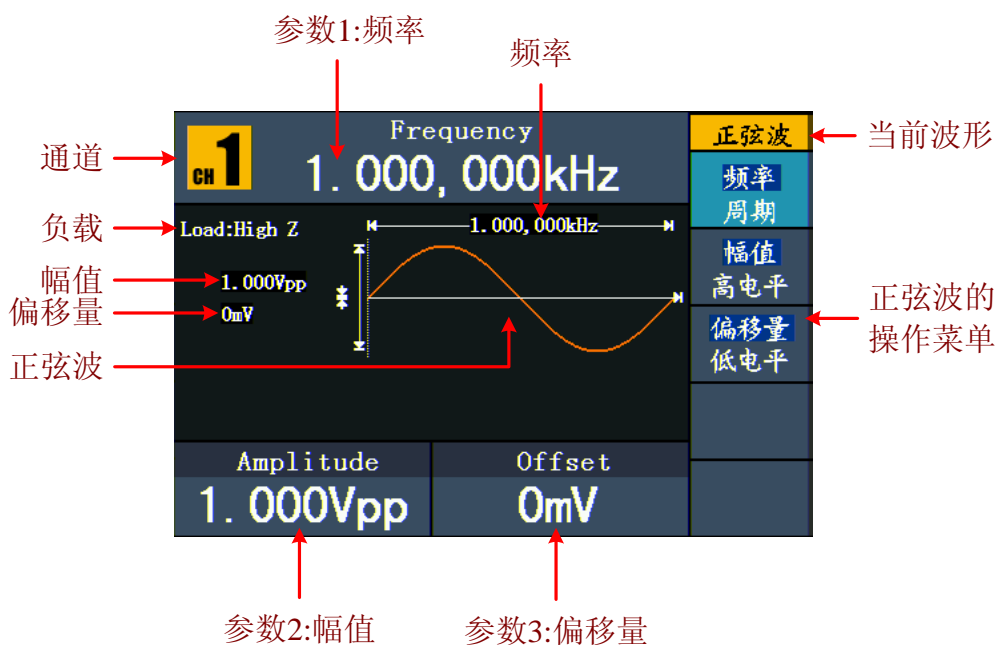 参数1:频率
频率
通道
CH 1
Frequency
1.000,000kHz
正弦波
当前波形
频率
周期
负载
Load:High Z
1.000,000kHz
幅值
1.000Vpp
幅值
高电平
偏移量
0mV
偏移量
低电平
正弦波的
操作菜单
正弦波
Amplitude
1.000Vpp
Offset
0mV
参数2:幅值
参数3:偏移量